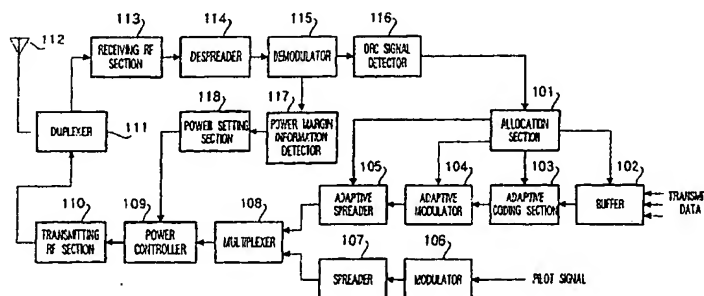 113
114
115
116
112
RECEIVING RF
SECTION
DESPREADER
DEMODULATOR
DRC SIGNAL
DETECTOR
118
117
101
DUPLEXER
111
POWER SETTING
SECTION
POWER MARGIN
INFORMATION
DETECTOR
ALLOCATION
SECTION
105
104
103
102
110
109
108
ADAPTIVE
SPREADER
ADAPTIVE
MODULATOR
ADAPTIVE
CODING SECTION
BUFFER
TRANSMI
DATA
TRANSMITTING
RF SECTION
POWER
CONTROLLER
MULTIPLEXER
107
106
SPREADER
MODULATOR
PILOT SIGNAL